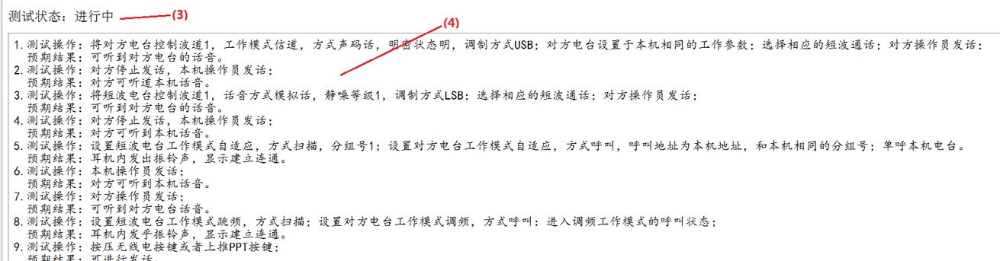 测试状态：进行中 (3)
(4)
1.测试操作：将对方电台控制波道1，工作模式信道，方式声码话，明密状态明，调制方式USB；对方电台设置于本机相同的工作参数；选择相应的短波通话；对方操作员发话；
预期结果：可听到对方电台的话音。
2.测试操作：对方停止发话，本机操作员发话；
预期结果：对方可听道本机话音。
3.测试操作：将短波电台控制波道1，话音方式模拟话，静噪等级1，调制方式LSB；选择相应的短波通话；对方操作员发话；
预期结果：可听到对方电台的话音。
4.测试操作：对方停止发话，本机操作员发话；
预期结果：对方可听到本机话音。
5.测试操作：设置短波电台工作模式自适应，方式扫描，分组号1；设置对方电台工作模式自适应，方式呼叫，呼叫地址为本机地址，和本机相同的分组号；单呼本机电台。
预期结果：耳机内发出振铃声，显示建立连通。
6.测试操作：本机操作员发话；
预期结果：对方可听到本机话音。
7.测试操作：对方操作员发话；
预期结果：可听到对方电台话音。
8.测试操作：设置短波电台工作模式跳频，方式扫描；设置对方电台工作模式调频，方式呼叫：进入调频工作模式的呼叫状态；
预期结果：耳机内发乎振铃声，显示建立连通。
9.测试操作：按压无线电按键或者上推PPT按键；
预期结果：可进行发话。